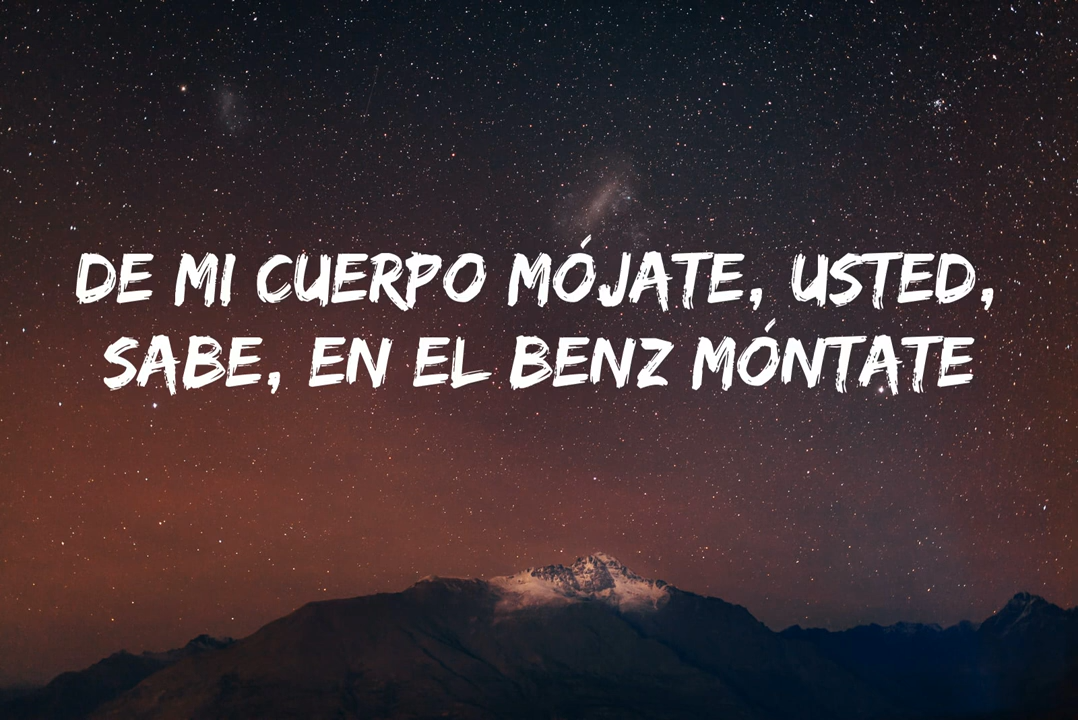 DE MI CUERPO MÓJATE, USTED,
SABE, EN EL BENZ MÓNTATE